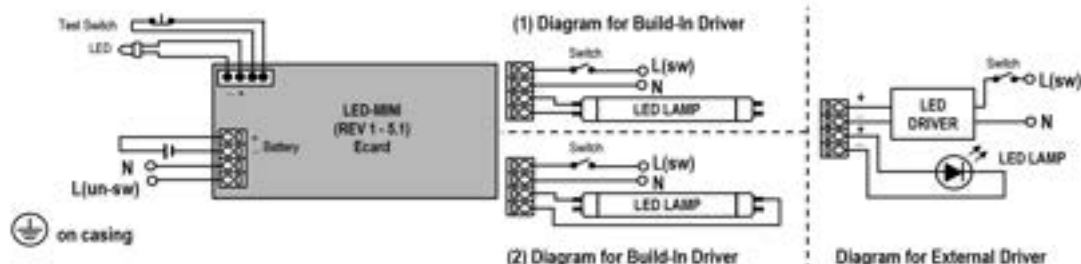 Test Switch
LED
- +
LED-MINI
(REV 1 - 5.1)
Ecard
+
- Battery
N
L(un-sw)
on casing
(1) Diagram for Build-In Driver
Switch
L(sw)
N
LED LAMP
Switch
L(sw)
N
LED LAMP
(2) Diagram for Build-In Driver
Switch
L(sw)
+
-
+
-
LED
DRIVER
N
LED LAMP
Diagram for External Driver